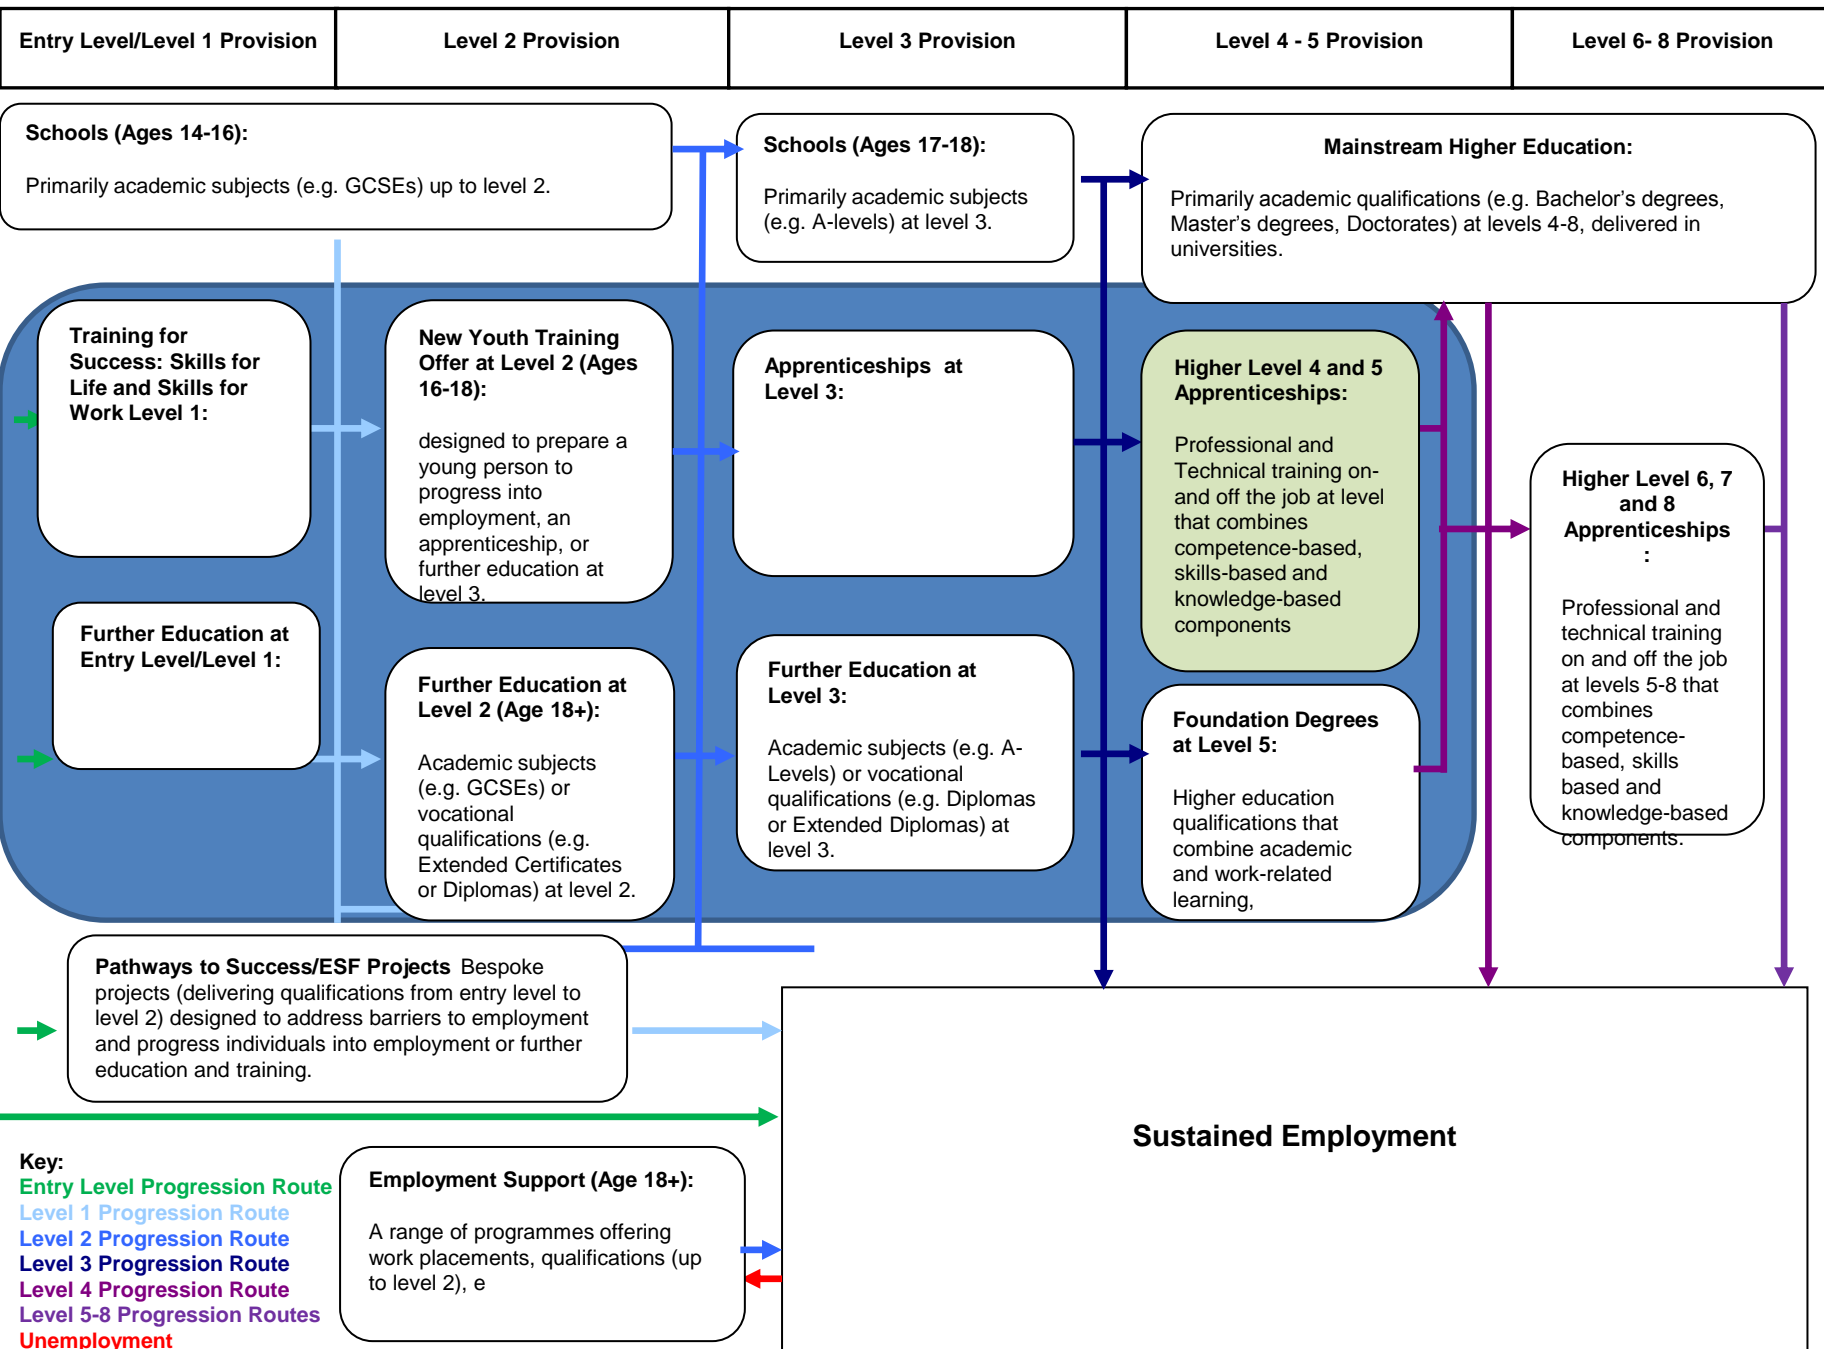 Entry Level/Level 1 Provision
Level 2 Provision
Level 3 Provision
Level 4 - 5 Provision
Level 6- 8 Provision
Schools (Ages 14-16):
Primarily academic subjects (e.g. GCSEs) up to level 2.
Schools (Ages 17-18):
Primarily academic subjects
(e.g. A-levels) at level 3.
Mainstream Higher Education:
Primarily academic qualifications (e.g. Bachelor's degrees,
Master's degrees, Doctorates) at levels 4-8, delivered in
universities.
Training for
Success: Skills for
Life and Skills for
Work Level 1:
New Youth Training
Offer at Level 2 (Ages
16-18):
designed to prepare a
young person to
progress into
employment, an
apprenticeship, or
further education at
level 3.
Apprenticeships at
Level 3:
Higher Level 4 and 5
Apprenticeships:
Professional and
Technical training on-
and off the job at level
that combines
competence-based,
skills-based and
knowledge-based
components
Higher Level 6, 7
and 8
Apprenticeships
:
Professional and
technical training
on and off the job
at levels 5-8 that
combines
competence-
based, skills
based and
knowledge-based
components.
Further Education at
Entry Level/Level 1:
Further Education at
Level 2 (Age 18+):
Academic subjects
(e.g. GCSEs) or
vocational
qualifications (e.g.
Extended Certificates
or Diplomas) at level 2.
Further Education at
Level 3:
Academic subjects (e.g. A-
Levels) or vocational
qualifications (e.g. Diplomas
or Extended Diplomas) at
level 3.
Foundation Degrees
at Level 5:
Higher education
qualifications that
combine academic
and work-related
learning,
Pathways to Success/ESF Projects Bespoke
projects (delivering qualifications from entry level to
level 2) designed to address barriers to employment
and progress individuals into employment or further
education and training.
Sustained Employment
Key:
Entry Level Progression Route
Level 1 Progression Route
Level 2 Progression Route
Level 3 Progression Route
Level 4 Progression Route
Level 5-8 Progression Routes
Unemployment
Employment Support (Age 18+):
A range of programmes offering
work placements, qualifications (up
to level 2), e